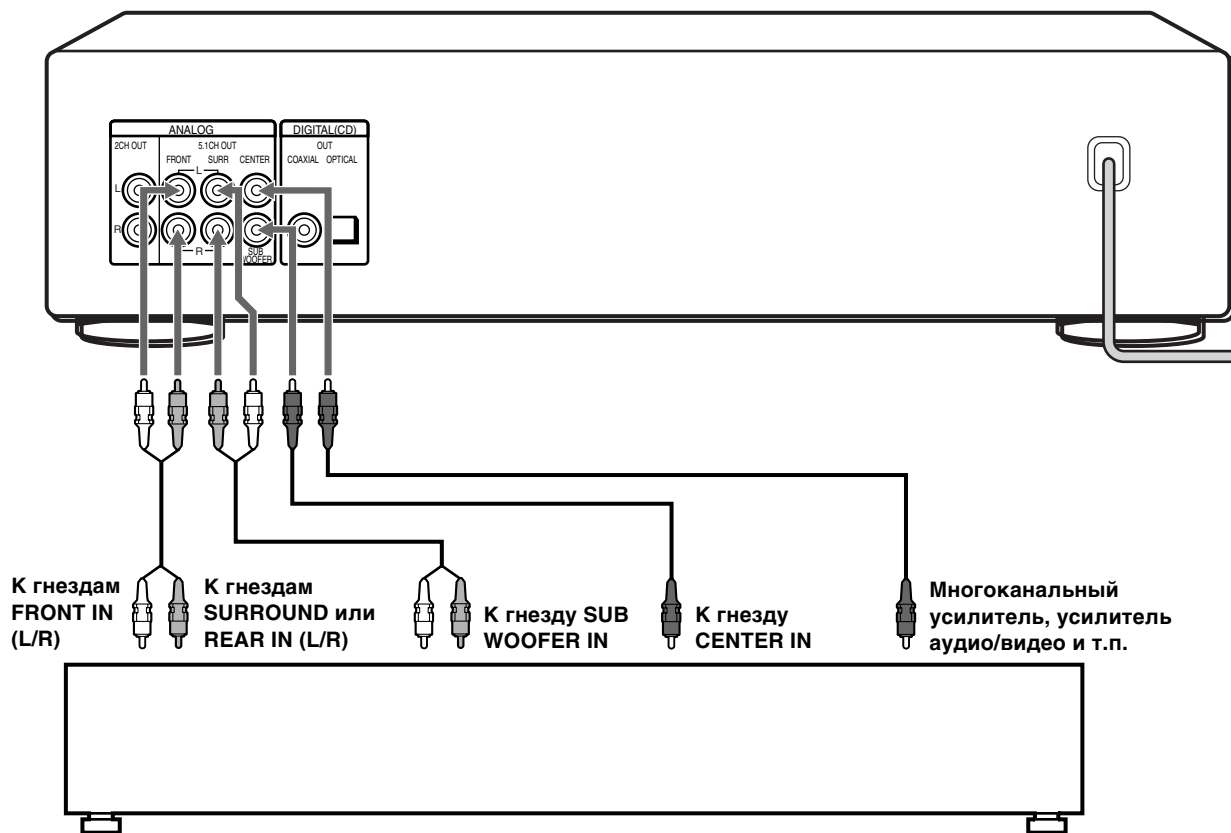 ANALOG
DIGITAL(CD)
2CH OUT
5.1CH OUT
OUT
FRONT
SURR
CENTER
COAXIAL
OPTICAL
L
L
R
R
SUB
WOOFER
К гнездам
FRONT IN
(L/R)
К гнездам
SURROUND или
REAR IN (L/R)
К гнезду SUB
WOOFER IN
К гнезду
CENTER IN
Многоканальный
усилитель, усилитель
аудио/видео и т.п.